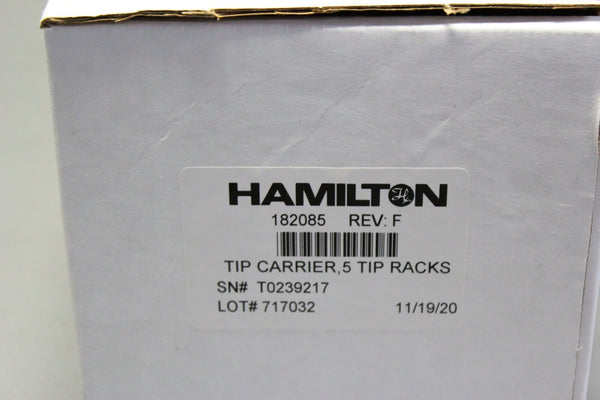 HAMILTON
182085 REV: F
TIP CARRIER,5 TIP RACKS
SN# T0239217
LOT# 717032 11/19/20